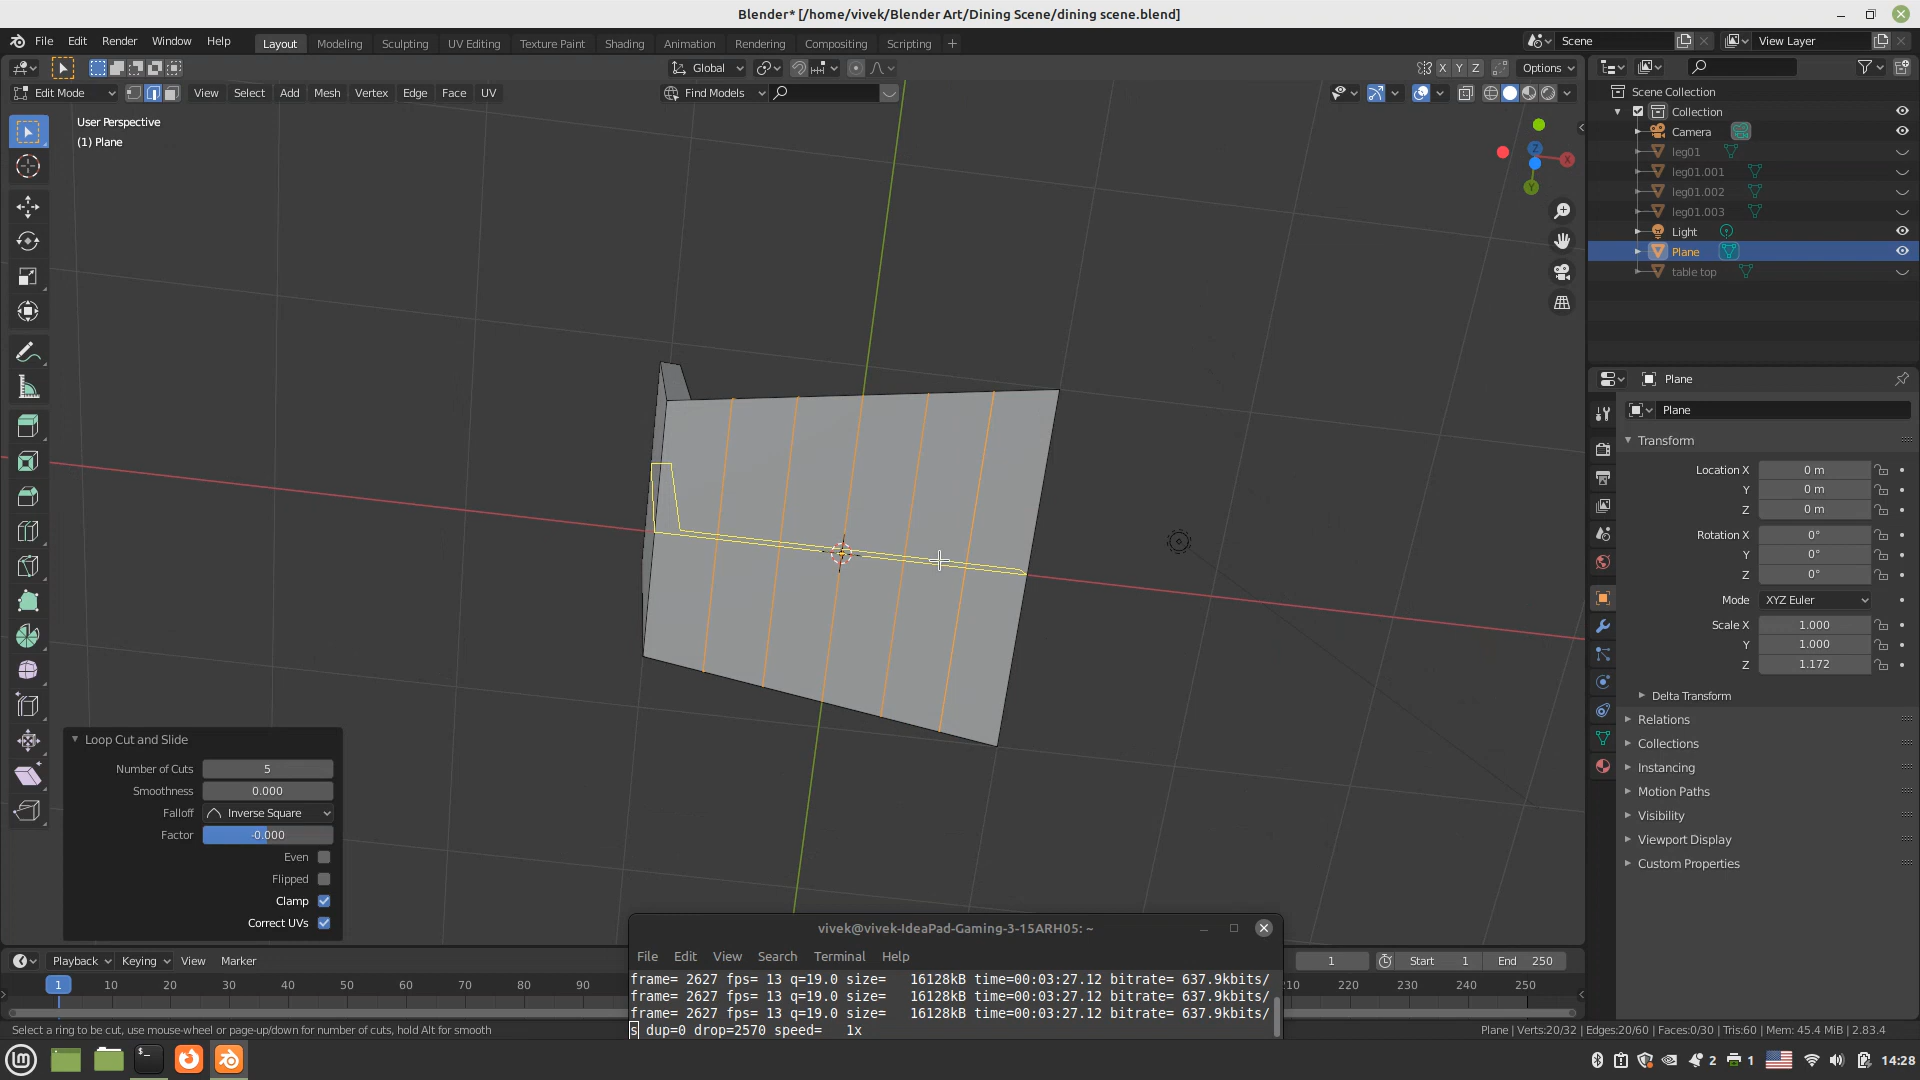 Blender* [/home/vivek/Blender Art/Dining Scene/dining scene.blend]
File Edit Render Window Help
Layout Modeling Sculpting UV Editing Texture Paint Shading Animation Rendering Compositing Scripting +
Scene
View Layer
Global
X Y Z
Options
Edit Mode
View Select Add Mesh Vertex Edge Face UV
Find Models
User Perspective
(1) Plane
Z
X
Y
Scene Collection
Collection
Camera
leg01
leg01.001
leg01.002
leg01.003
Light
Plane
table top
Plane
Plane
Transform
Location X 0 m
Y 0 m
Z 0 m
Rotation X 0°
Y 0°
Z 0°
Mode XYZ Euler
Scale X 1.000
Y 1.000
Z 1.172
Delta Transform
Relations
Collections
Instancing
Motion Paths
Visibility
Viewport Display
Custom Properties
Loop Cut and Slide
Number of Cuts 5
Smoothness 0.000
Falloff Inverse Square
Factor -0.000
Even
Flipped
Clamp
Correct UVs
vivek@vivek-IdeaPad-Gaming-3-15ARH05: ~
File Edit View Search Terminal Help
frame= 2627 fps= 13 q=19.0 size=   16128kB time=00:03:27.12 bitrate= 637.9kbits/
frame= 2627 fps= 13 q=19.0 size=   16128kB time=00:03:27.12 bitrate= 637.9kbits/
frame= 2627 fps= 13 q=19.0 size=   16128kB time=00:03:27.12 bitrate= 637.9kbits/
s dup=0 drop=2570 speed=   1x
Playback Keying View Marker
1 Start 1 End 250
1 10 20 30 40 50 60 70 80 90 210 220 230 240 250
Select a ring to be cut, use mouse-wheel or page-up/down for number of cuts, hold Alt for smooth
Plane | Verts:20/32 | Edges:20/60 | Faces:0/30 | Tris:60 | Mem: 45.4 MiB | 2.83.4
2 1 14:28